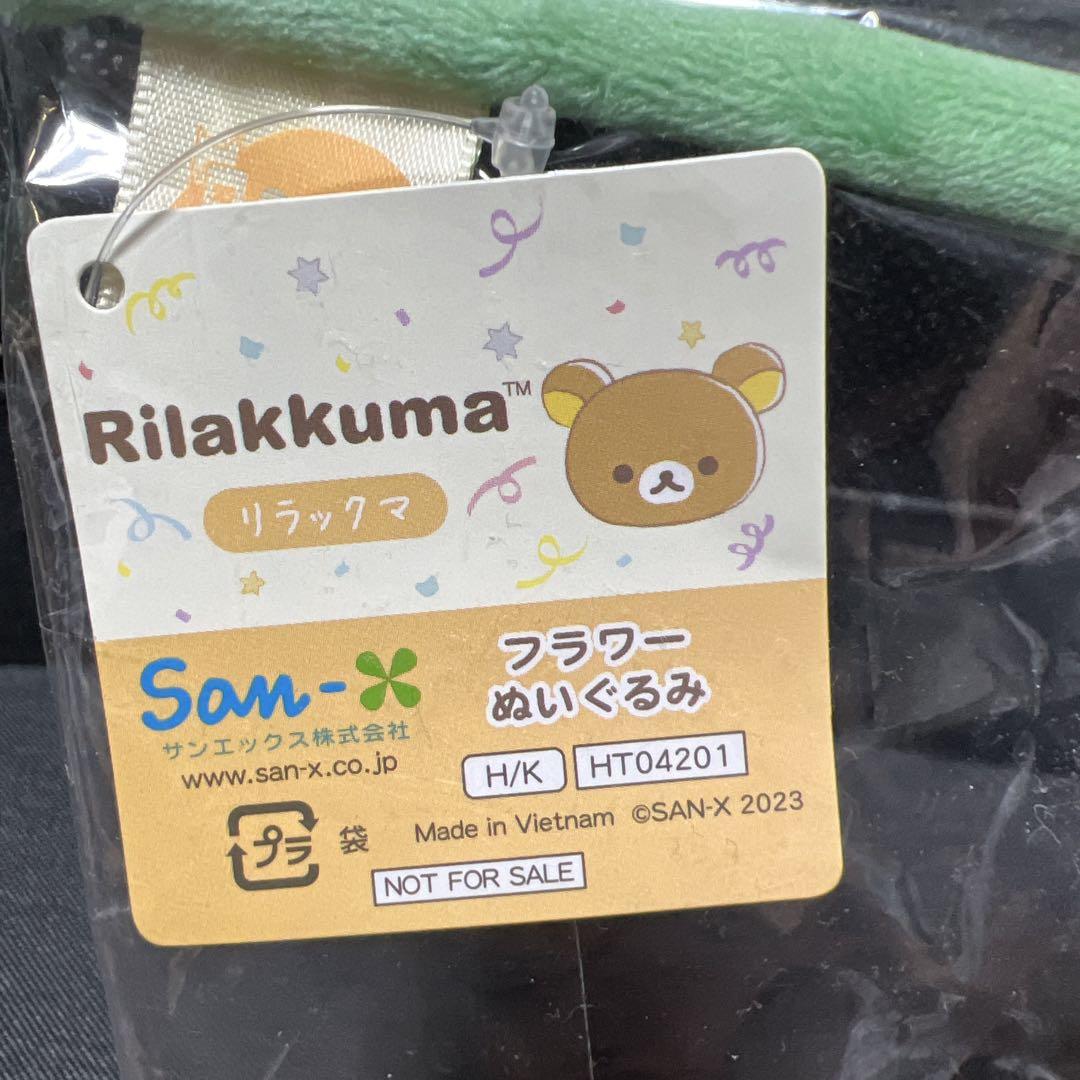 Rilakkuma™
リラックマ
San-X
サンエックス株式会社
www.san-x.co.jp
フラワー
ぬいぐるみ
H/K
HT04201
プラ
袋
Made in Vietnam ©SAN-X 2023
NOT FOR SALE